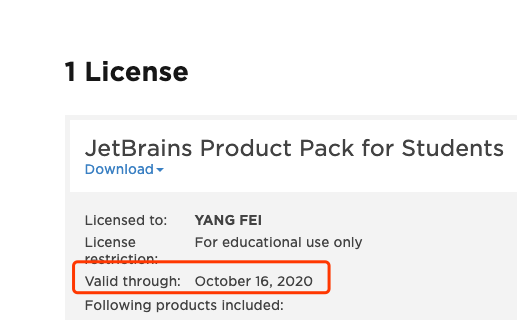 1 License
JetBrains Product Pack for Students
Download
Licensed to: YANG FEI
License For educational use only
restriction:
Valid through: October 16, 2020
Following products included: